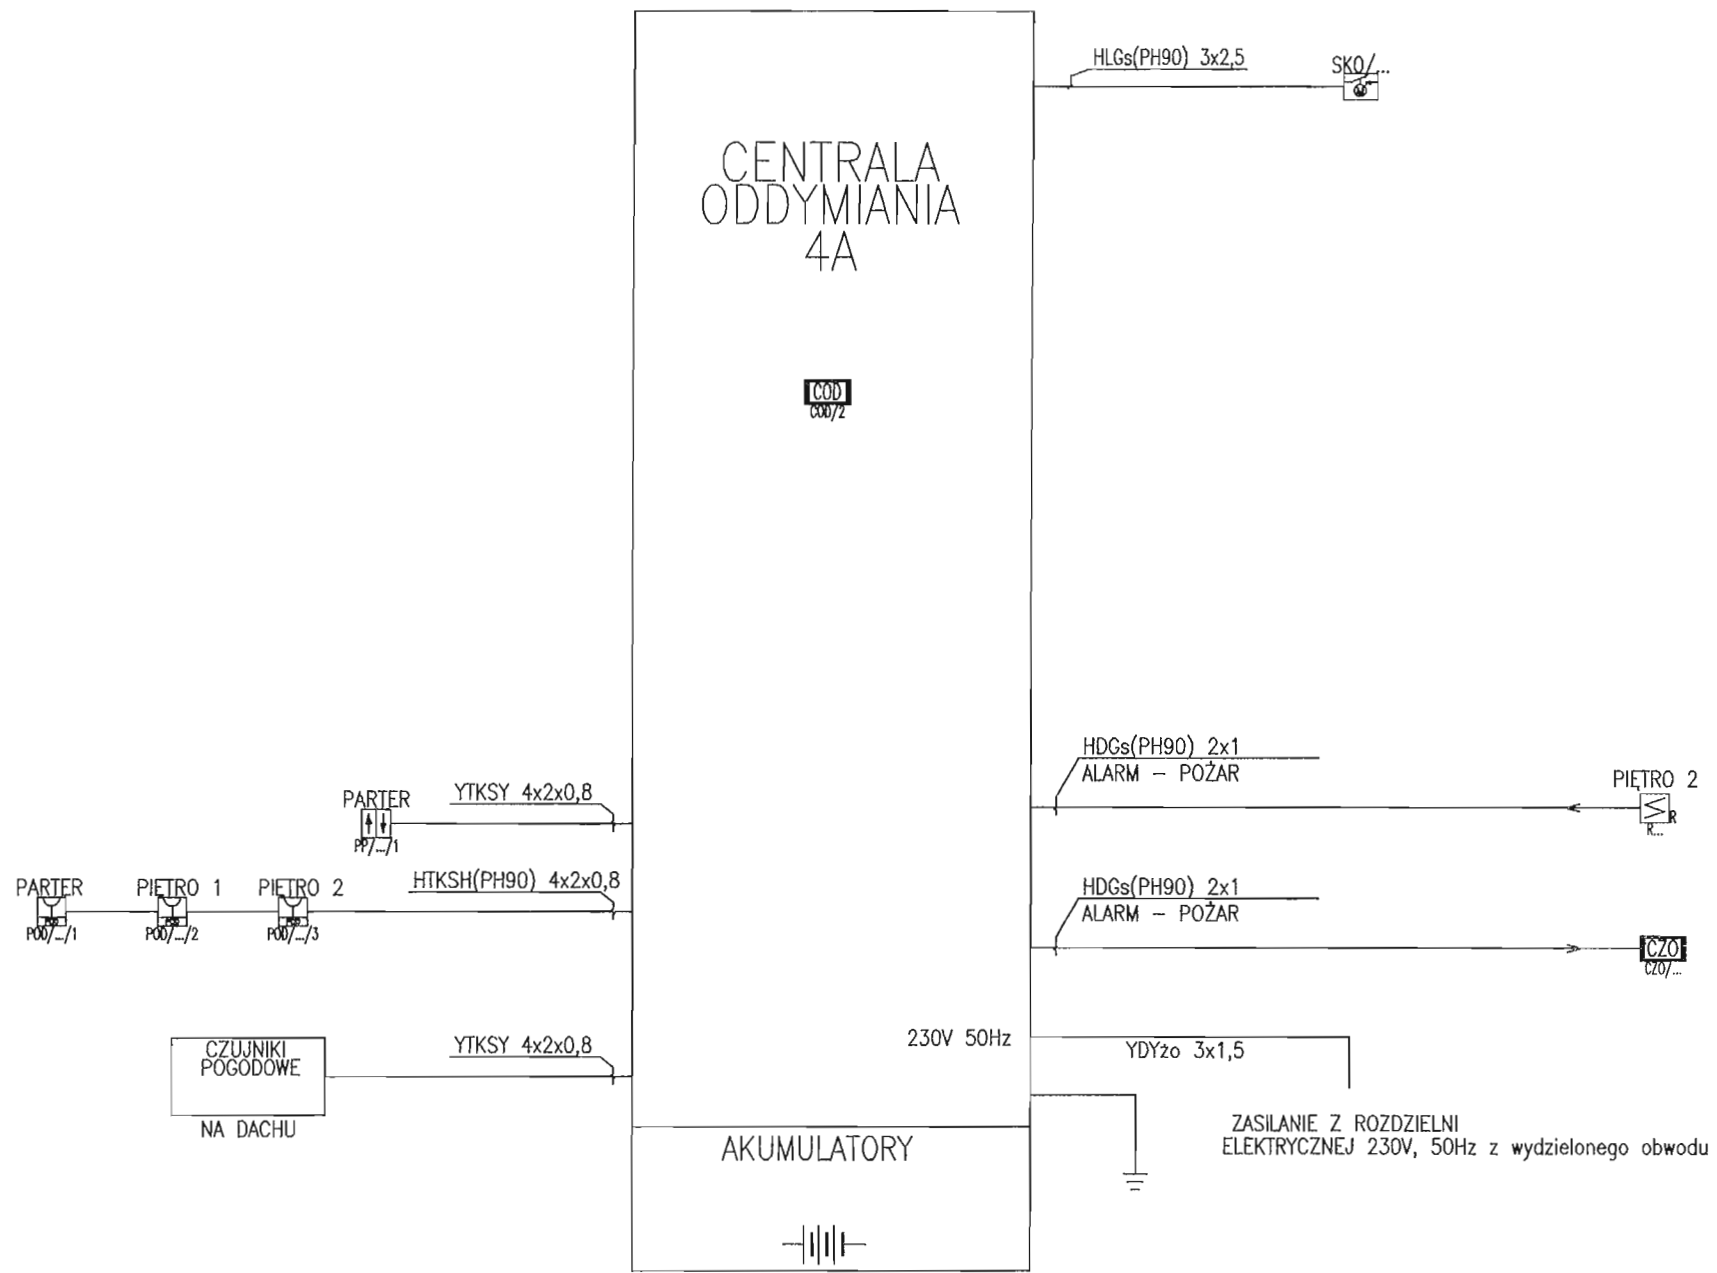 HLGs(PH90) 3x2,5
SKO/...
M
CENTRALA
ODDYMIANIA
4A
COD
COD/2
HDGs(PH90) 2x1
ALARM – POŻAR
PIĘTRO 2
R
R...
PARTER
YTKSY 4x2x0,8
PP/.../1
PARTER
PIĘTRO 1
PIĘTRO 2
HTKSH(PH90) 4x2x0,8
POD/.../1
POD/.../2
POD/.../3
HDGs(PH90) 2x1
ALARM – POŻAR
CZO
CZO/...
CZUJNIKI
POGODOWE
NA DACHU
YTKSY 4x2x0,8
230V 50Hz
YDYżo 3x1,5
ZASILANIE Z ROZDZIELNI
ELEKTRYCZNEJ 230V, 50Hz z wydzielonego obwodu
AKUMULATORY